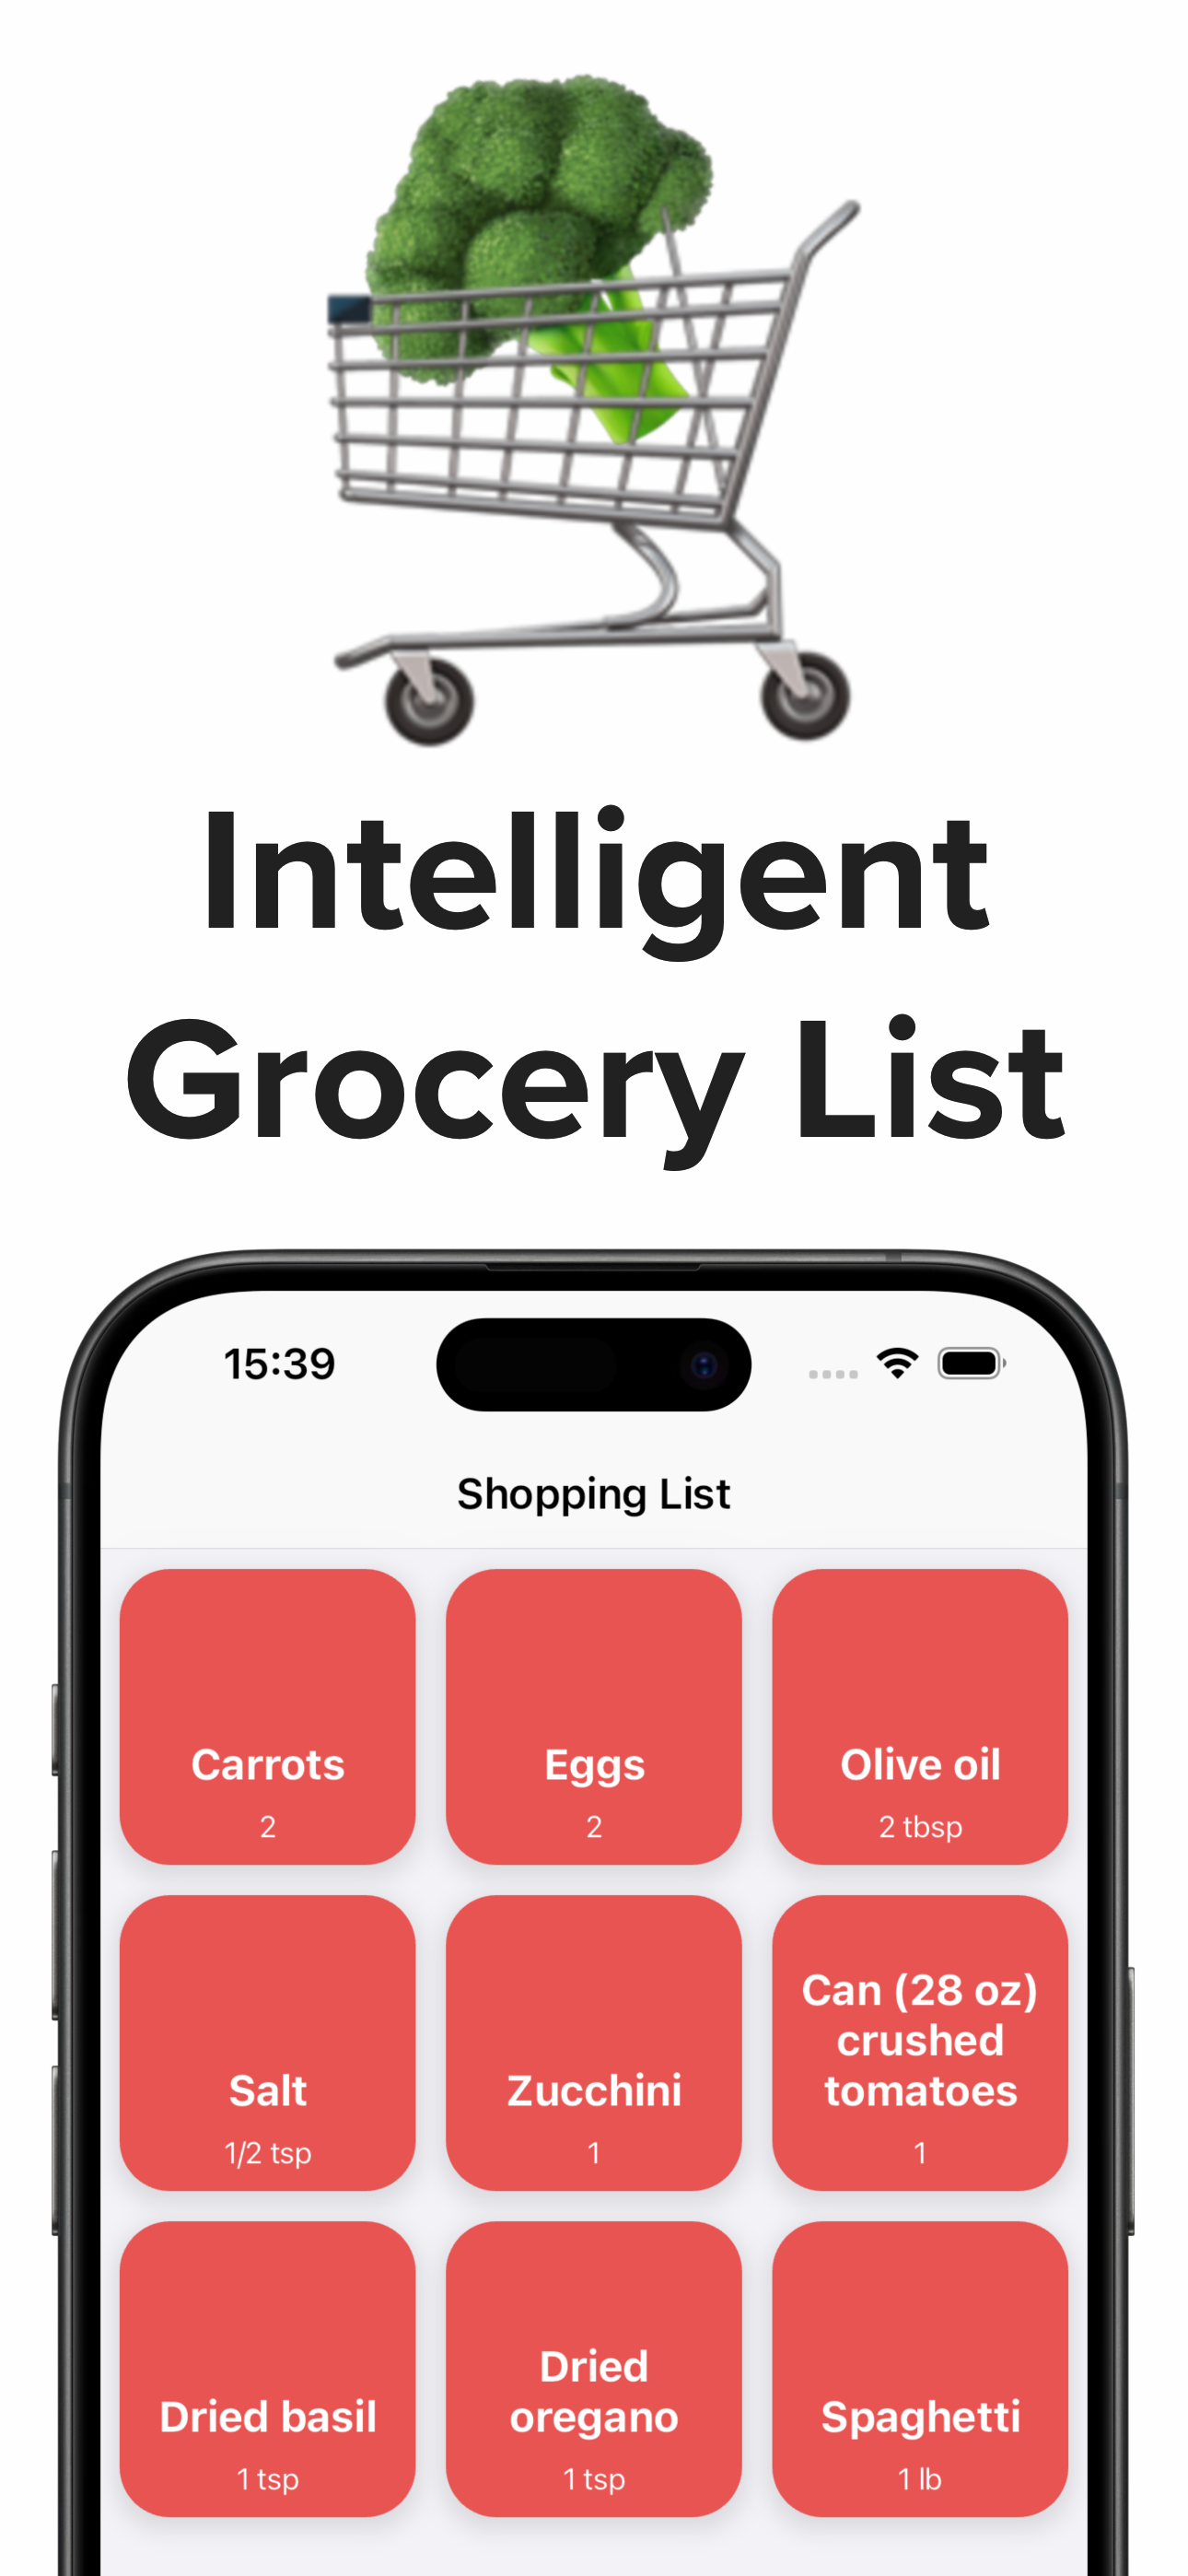 Intelligent
Grocery List
15:39
Shopping List
Carrots
2
Eggs
2
Olive oil
2 tbsp
Salt
1/2 tsp
Zucchini
1
Can (28 oz)
crushed
tomatoes
1
Dried basil
1 tsp
Dried
oregano
1 tsp
Spaghetti
1 lb